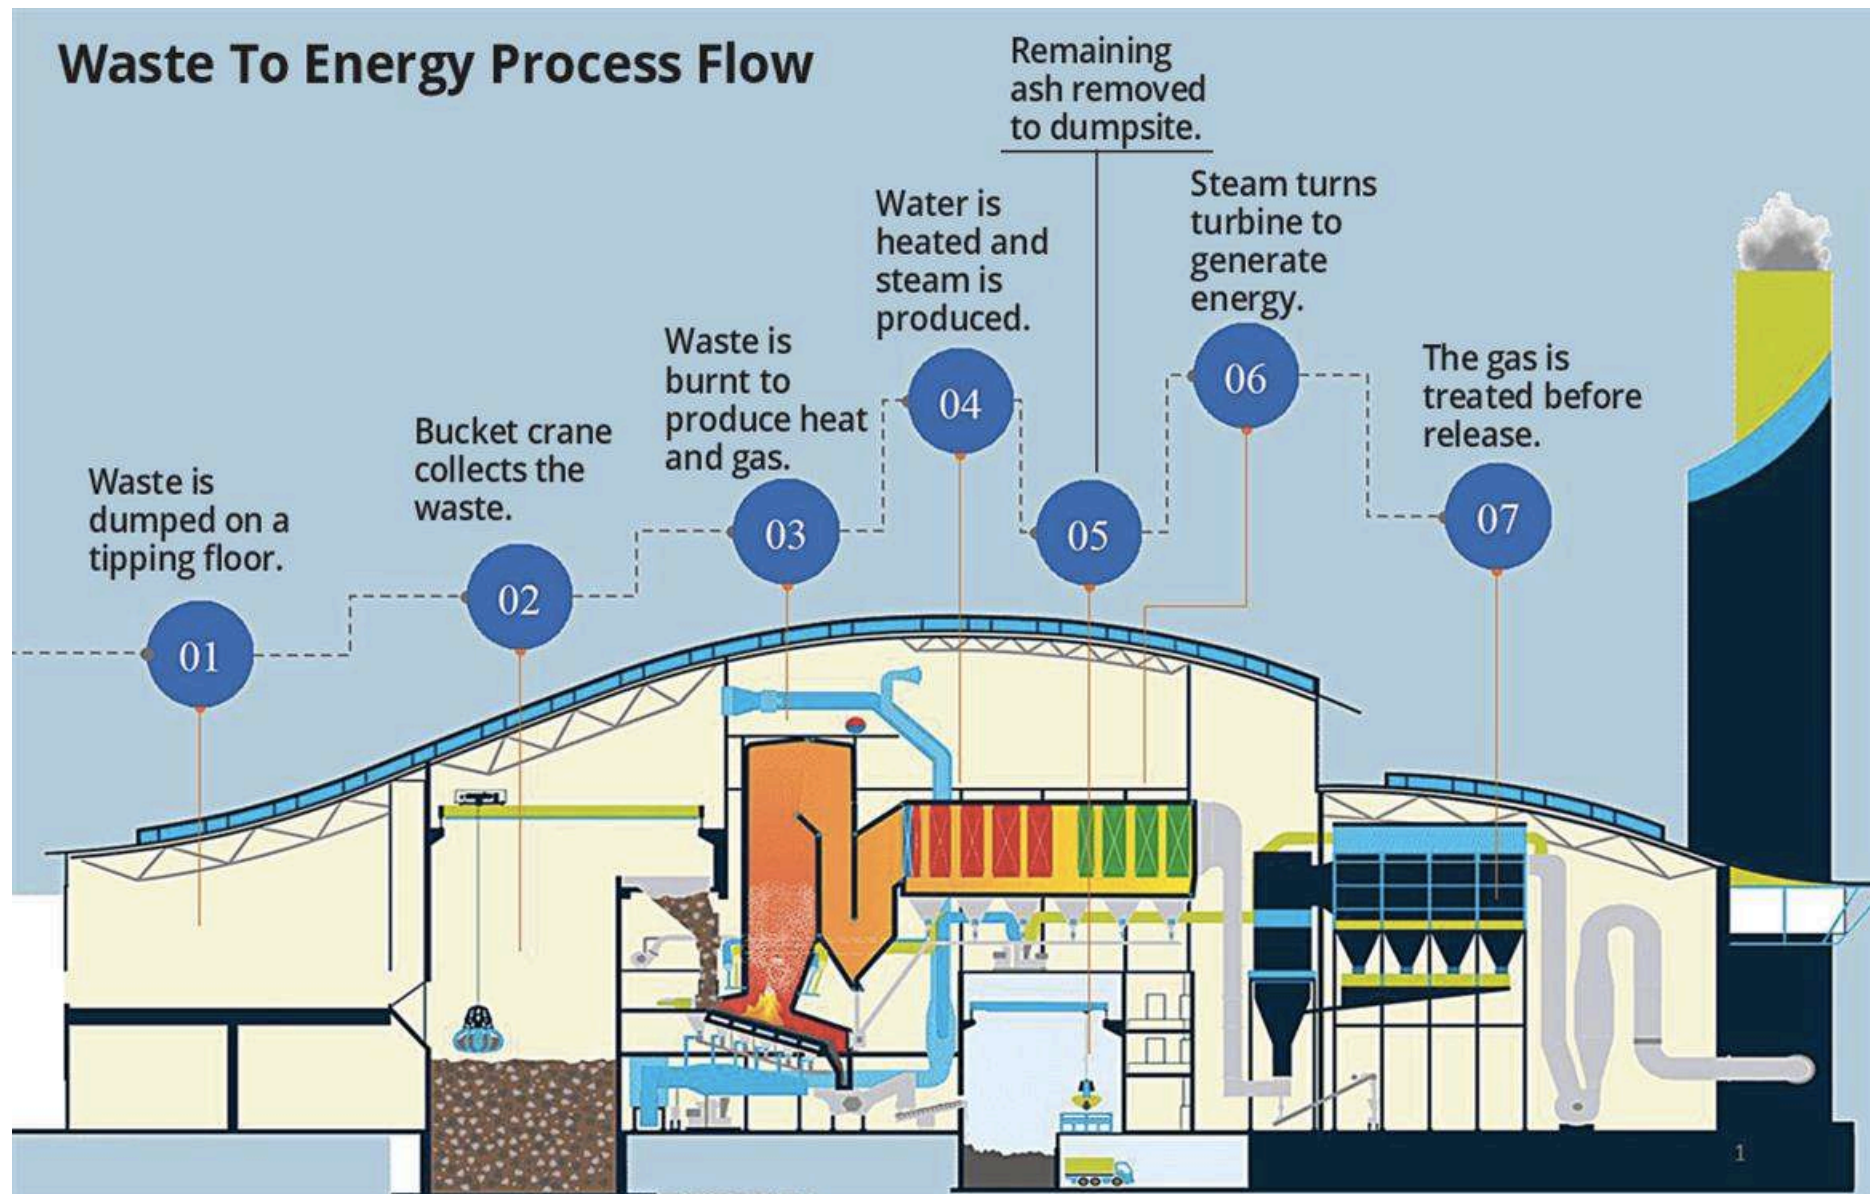 Waste To Energy Process Flow
Waste is
dumped on a
tipping floor.
01
Bucket crane
collects the
waste.
02
Waste is
burnt to
produce heat
and gas.
03
Water is
heated and
steam is
produced.
04
Remaining
ash removed
to dumpsite.
05
Steam turns
turbine to
generate
energy.
06
The gas is
treated before
release.
07
1